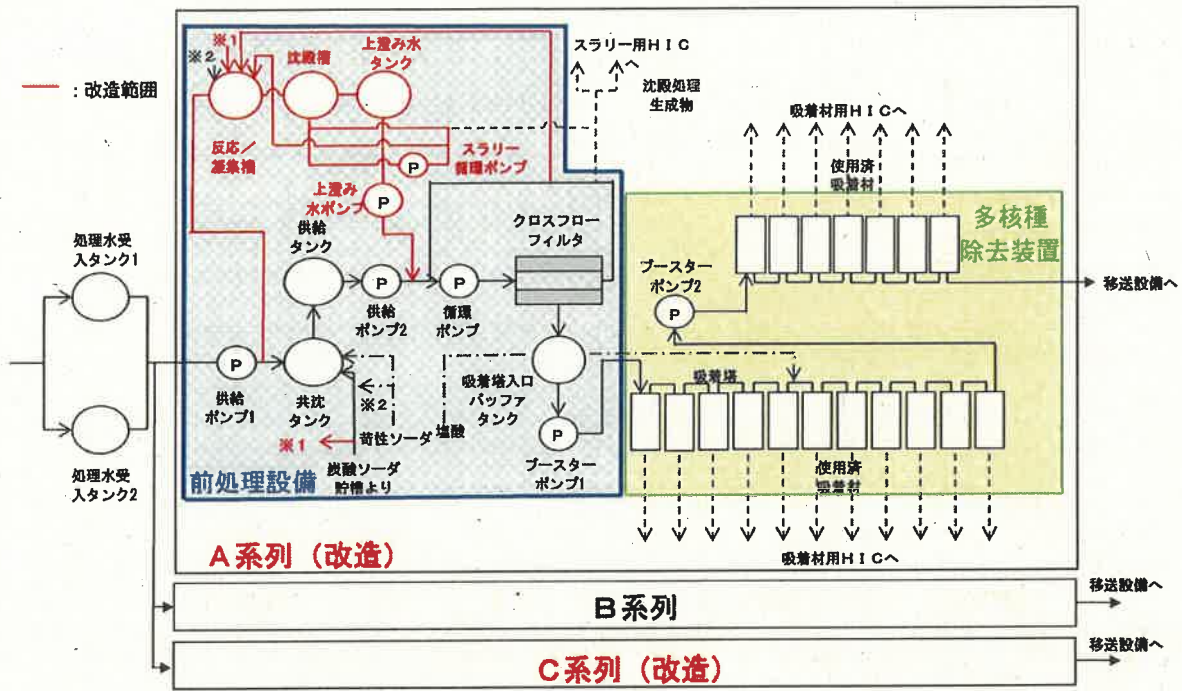 ※1
※2
沈殿槽
上澄み水
タンク
スラリー用HIC
へ
沈殿処理
生成物
：改造範囲
吸着材用HICへ
使用済
吸着材
反応／
凝集槽
P
スラリー
循環ポンプ
上澄み
水ポンプ
P
供給
タンク
クロスフロー
フィルタ
多核種
除去装置
処理水受
入タンク1
ブースター
ポンプ2
P
移送設備へ
P
供給
ポンプ2
P
循環
ポンプ
P
供給
ポンプ1
共沈
タンク
※2
吸着塔入口
バッファ
タンク
吸着塔
※1
苛性ソーダ
塩酸
P
ブースター
ポンプ1
処理水受
入タンク2
炭酸ソーダ
貯槽より
前処理設備
使用済
吸着材
吸着材用HICへ
A系列（改造）
B系列
移送設備へ
C系列（改造）
移送設備へ